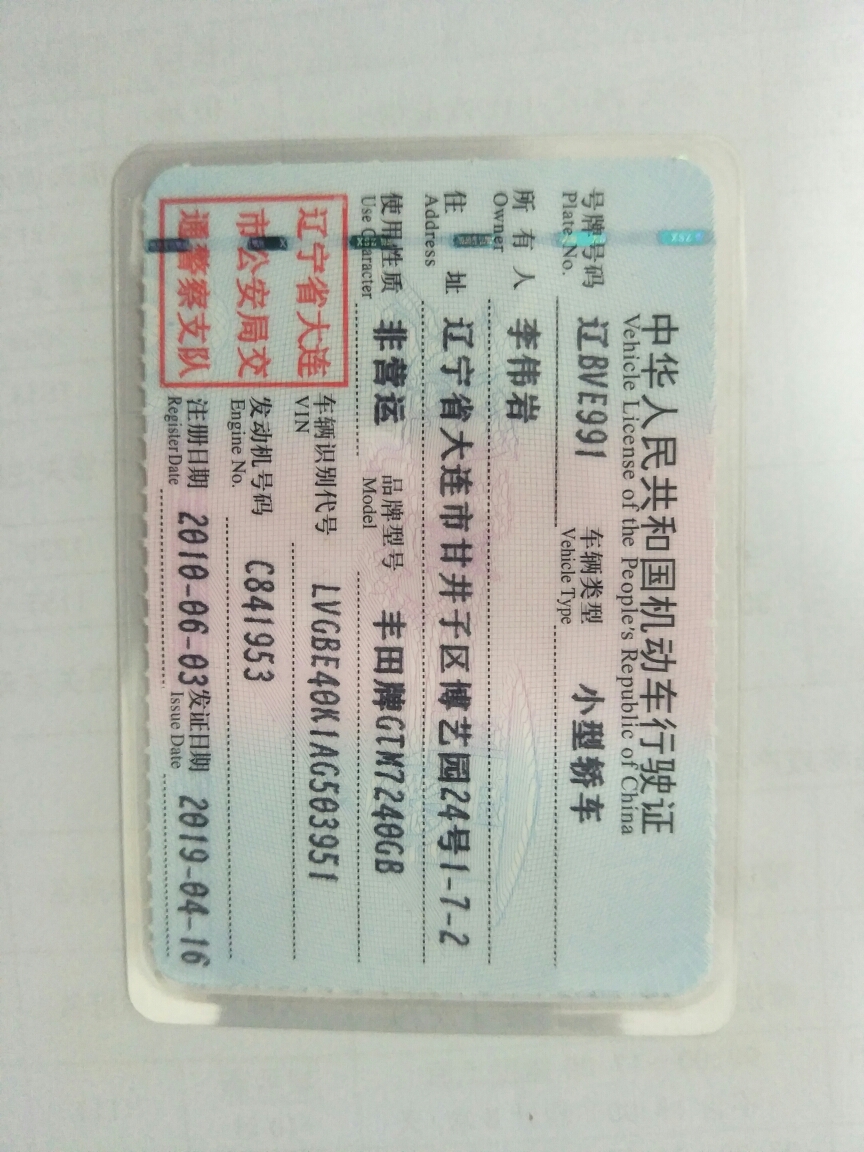 中华人民共和国机动车行驶证
Vehicle License of the People's Republic of China
号牌号码 辽BVE991 车辆类型 小型轿车
Plate No. Vehicle Type
所有人 李伟岩
Owner
住址 辽宁省大连市甘井子区博艺园24号1-7-2
Address
使用性质 非营运 品牌型号 丰田牌GTM7240GB
Use Character Model
辽宁省大连
市公安局交
通警察支队
车辆识别代号 LVGBE40K1AG503951
VIN
发动机号码 C841953
Engine No.
注册日期 2010-06-03 发证日期 2019-04-16
Register Date Issue Date